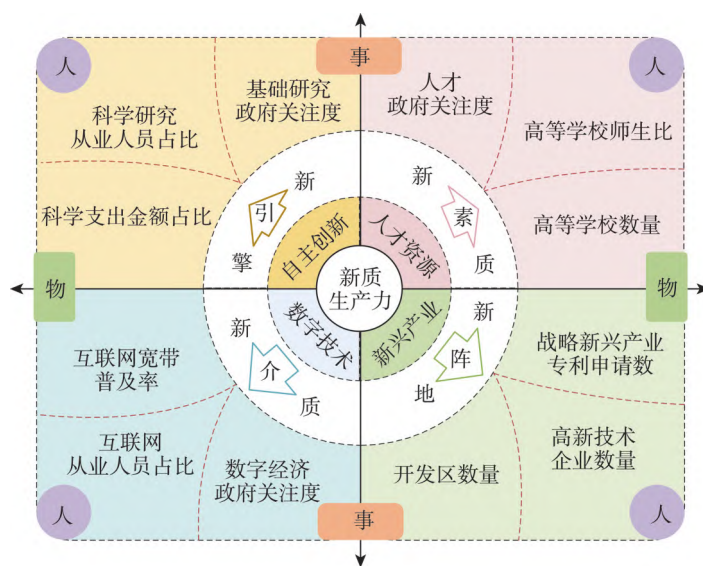 人
事
人
基础研究
政府关注度
科学研究
从业人员占比
科学支出金额占比
人才
政府关注度
高等学校师生比
高等学校数量
新
引
擎
新
素
质
自主创新
人才资源
新质
生产力
物
物
数字技术
新兴产业
新
介
质
新
阵
地
互联网宽带
普及率
互联网
从业人员占比
数字经济
政府关注度
战略新兴产业
专利申请数
高新技术
企业数量
开发区数量
人
事
人